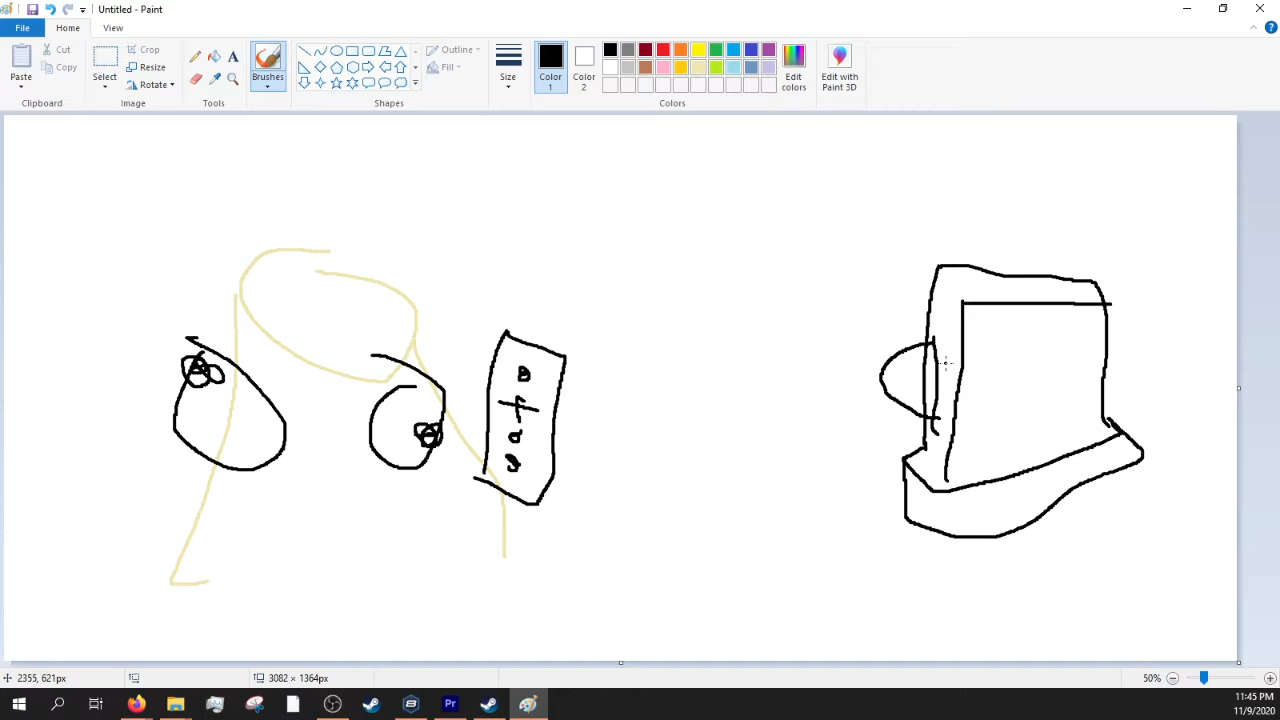 Untitled - Paint
File
Home
View
Paste
Cut
Copy
Clipboard
Select
Crop
Resize
Rotate
Image
Tools
Brushes
Outline
Fill
Shapes
Size
Color 1
Color 2
Edit colors
Edit with Paint 3D
Colors
2355, 621px
3082 × 1364px
50%
11:45 PM
11/9/2020